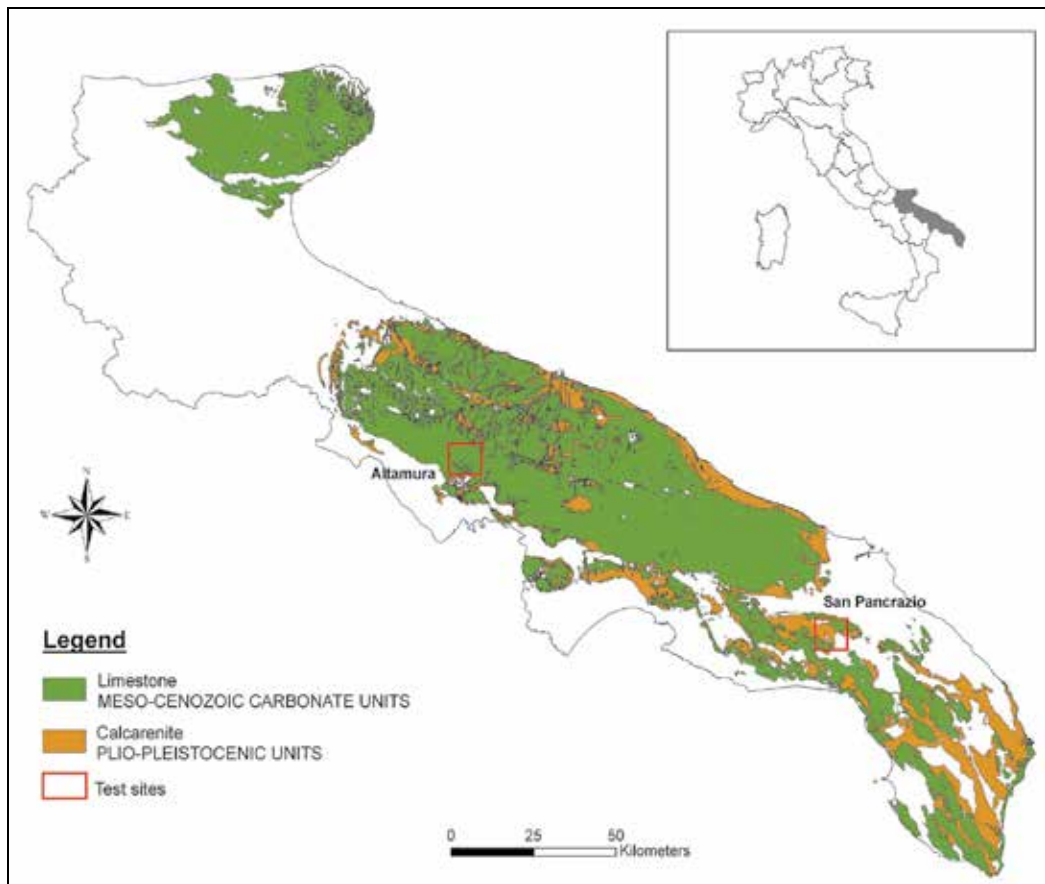 N
W E
S
Altamura
San Pancrazio
Legend
Limestone
MESO-CENOZOIC CARBONATE UNITS
Calcarenite
PLIO-PLEISTOCENIC UNITS
Test sites
0 25 50
Kilometers